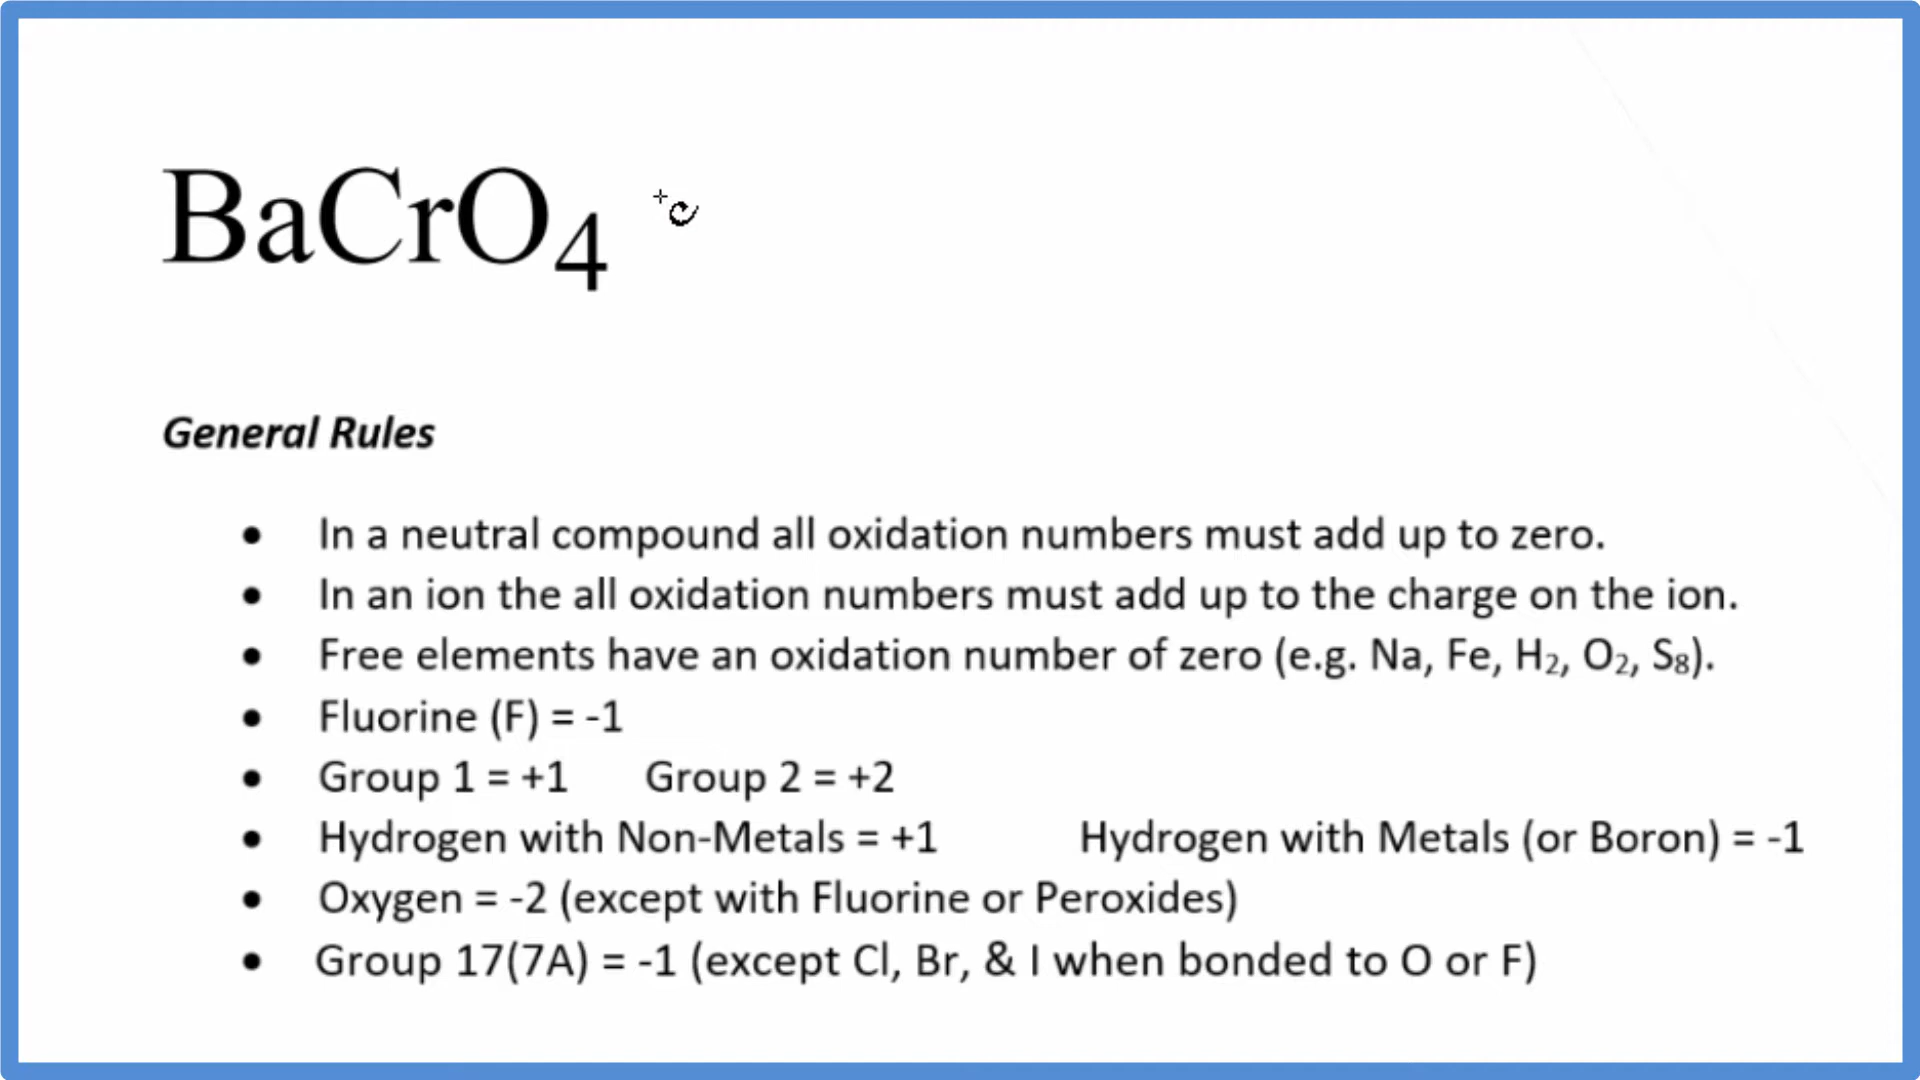 BaCrO₄
General Rules
• In a neutral compound all oxidation numbers must add up to zero.
• In an ion the all oxidation numbers must add up to the charge on the ion.
• Free elements have an oxidation number of zero (e.g. Na, Fe, H₂, O₂, S₈).
• Fluorine (F) = -1
• Group 1 = +1 Group 2 = +2
• Hydrogen with Non-Metals = +1 Hydrogen with Metals (or Boron) = -1
• Oxygen = -2 (except with Fluorine or Peroxides)
• Group 17(7A) = -1 (except Cl, Br, & I when bonded to O or F)